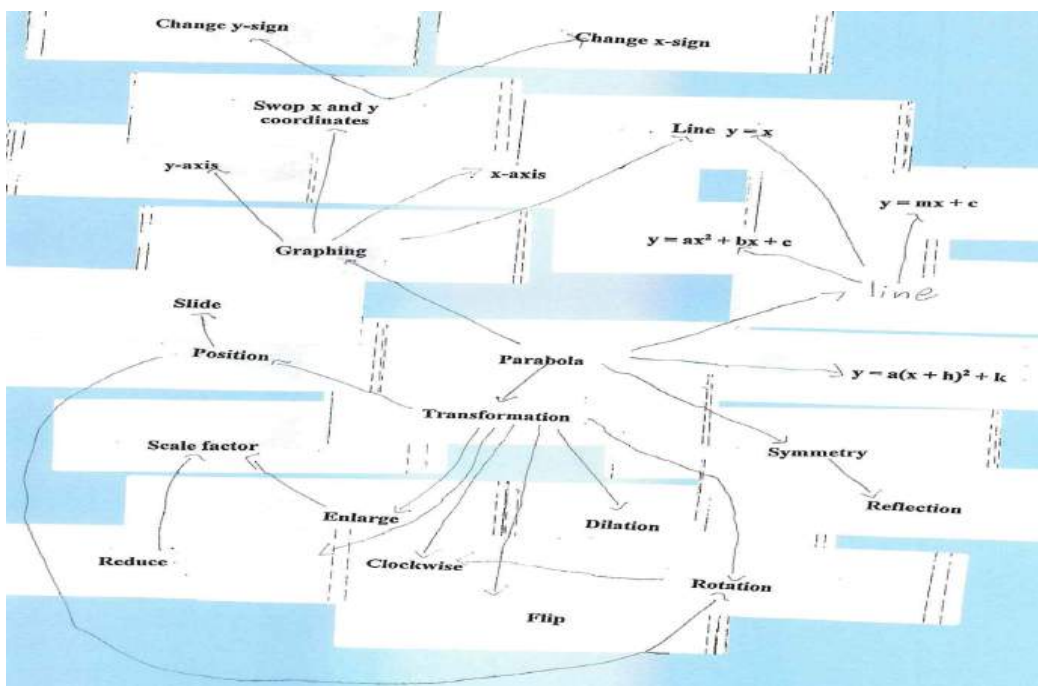 Change y-sign
Change x-sign
Swop x and y
coordinates
Line y = x
y-axis
x-axis
y = mx + c
y = ax² + bx + c
Graphing
line
Slide
Position
Parabola
y = a(x + h)² + k
Transformation
Scale factor
Symmetry
Enlarge
Dilation
Reflection
Reduce
Clockwise
Rotation
Flip